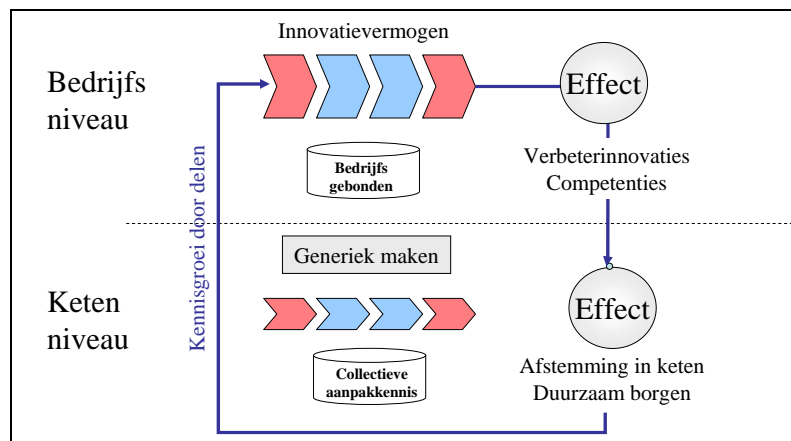 Innovatievermogen
Bedrijfs
niveau
Effect
Bedrijfs
gebonden
Verbeterinnovaties
Competenties
Kennisgroei door delen
Generiek maken
Keten
niveau
Effect
Collectieve
aanpakkennis
Afstemming in keten
Duurzaam borgen